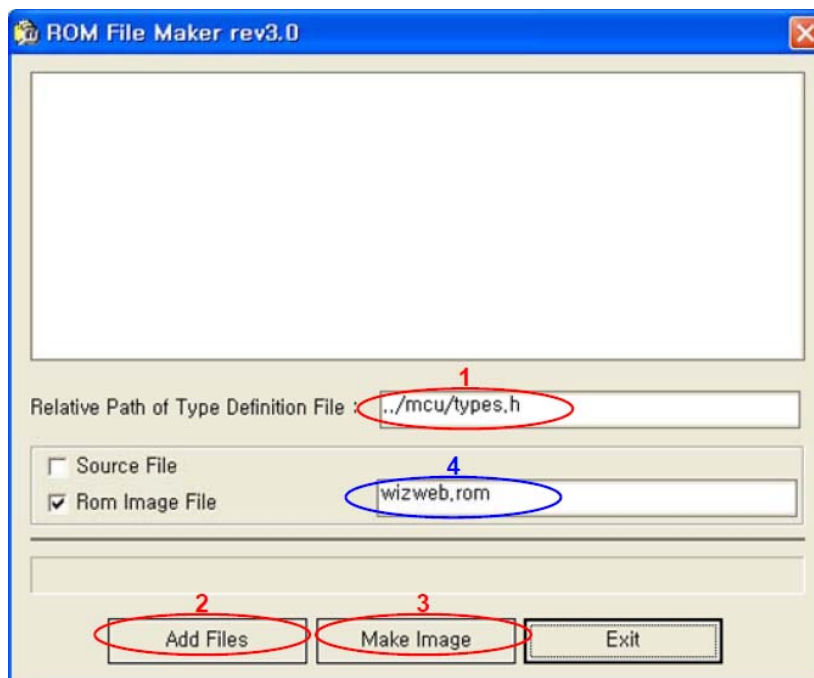 ROM File Maker rev3.0
1
Relative Path of Type Definition File : ../mcu/types.h
Source File
4
Rom Image File wizweb.rom
2 3
Add Files Make Image Exit